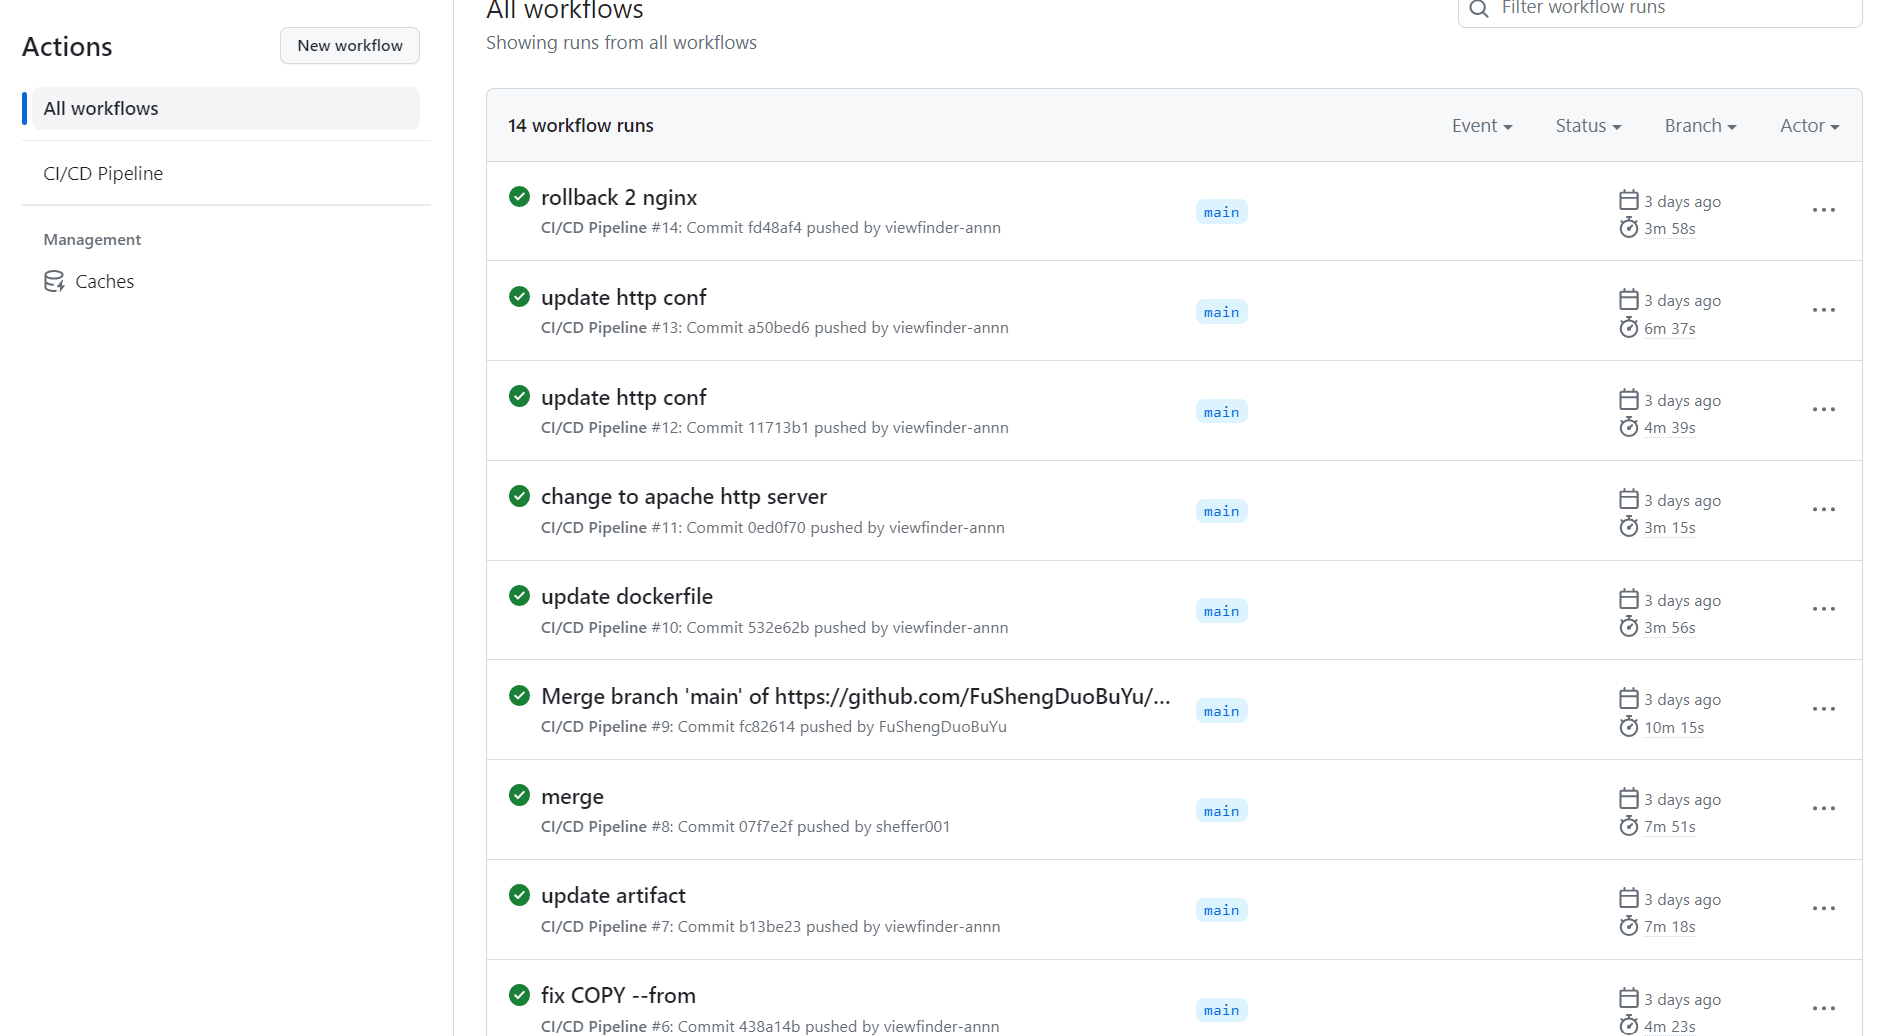 Actions
New workflow
All workflows
CI/CD Pipeline
Management
Caches
All workflows
Showing runs from all workflows
Filter workflow runs
14 workflow runs
Event
Status
Branch
Actor
rollback 2 nginx
CI/CD Pipeline #14: Commit fd48af4 pushed by viewfinder-annn
main
3 days ago
3m 58s
update http conf
CI/CD Pipeline #13: Commit a50bed6 pushed by viewfinder-annn
main
3 days ago
6m 37s
update http conf
CI/CD Pipeline #12: Commit 11713b1 pushed by viewfinder-annn
main
3 days ago
4m 39s
change to apache http server
CI/CD Pipeline #11: Commit 0ed0f70 pushed by viewfinder-annn
main
3 days ago
3m 15s
update dockerfile
CI/CD Pipeline #10: Commit 532e62b pushed by viewfinder-annn
main
3 days ago
3m 56s
Merge branch 'main' of https://github.com/FuShengDuoBuYu/...
CI/CD Pipeline #9: Commit fc82614 pushed by FuShengDuoBuYu
main
3 days ago
10m 15s
merge
CI/CD Pipeline #8: Commit 07f7e2f pushed by sheffer001
main
3 days ago
7m 51s
update artifact
CI/CD Pipeline #7: Commit b13be23 pushed by viewfinder-annn
main
3 days ago
7m 18s
fix COPY --from
CI/CD Pipeline #6: Commit 438a14b pushed by viewfinder-annn
main
3 days ago
4m 23s